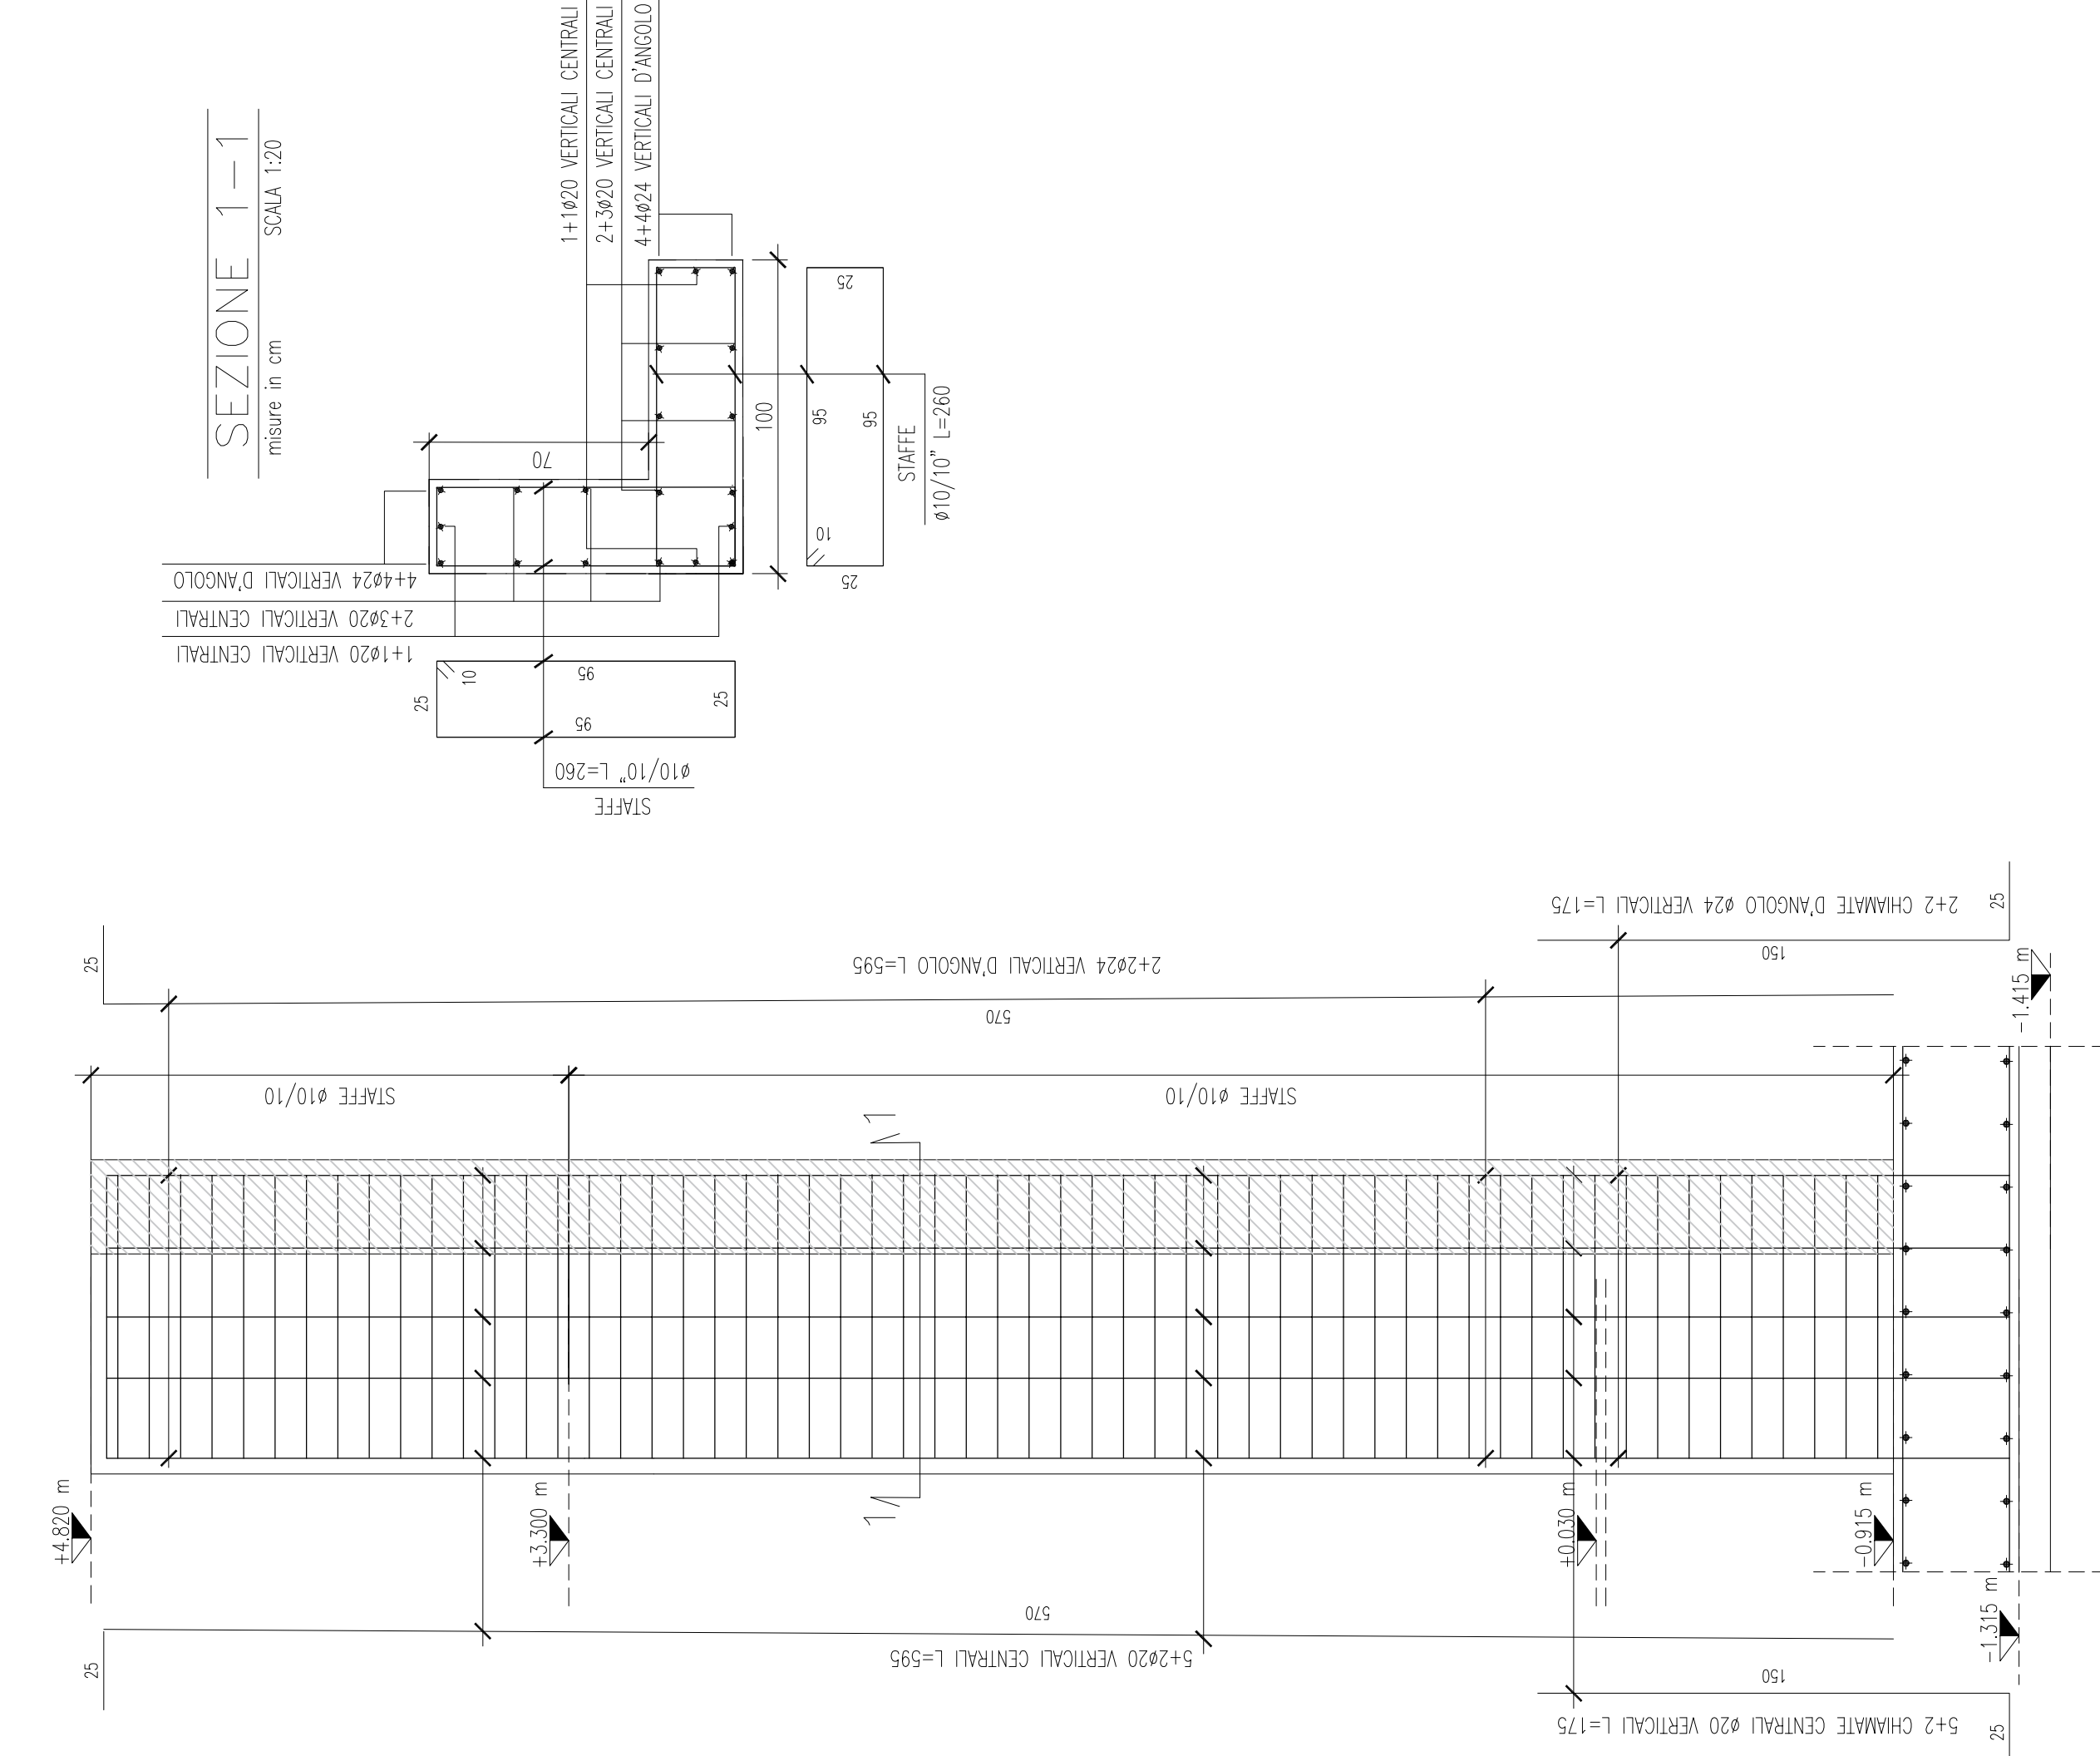 SEZIONE 1-1
misure in cm
SCALA 1:20
1+1ø20 VERTICALI CENTRALI
2+3ø20 VERTICALI CENTRALI
4+4ø24 VERTICALI D'ANGOLO
70
100
25
95
95
10
25
STAFFE
ø10/10" L=260
4+4ø24 VERTICALI D'ANGOLO
2+3ø20 VERTICALI CENTRALI
1+1ø20 VERTICALI CENTRALI
25
10
95
95
25
ø10/10" L=260
STAFFE
2+2 CHIAMATE D'ANGOLO ø24 VERTICALI L=175
25
150
25
2+2ø24 VERTICALI D'ANGOLO L=595
570
-1.415 m
STAFFE ø10/10
STAFFE ø10/10
1
1
+4.820 m
+3.300 m
+0.030 m
-0.915 m
-1.315 m
570
5+2ø20 VERTICALI CENTRALI L=595
25
150
5+2 CHIAMATE CENTRALI ø20 VERTICALI L=175
25